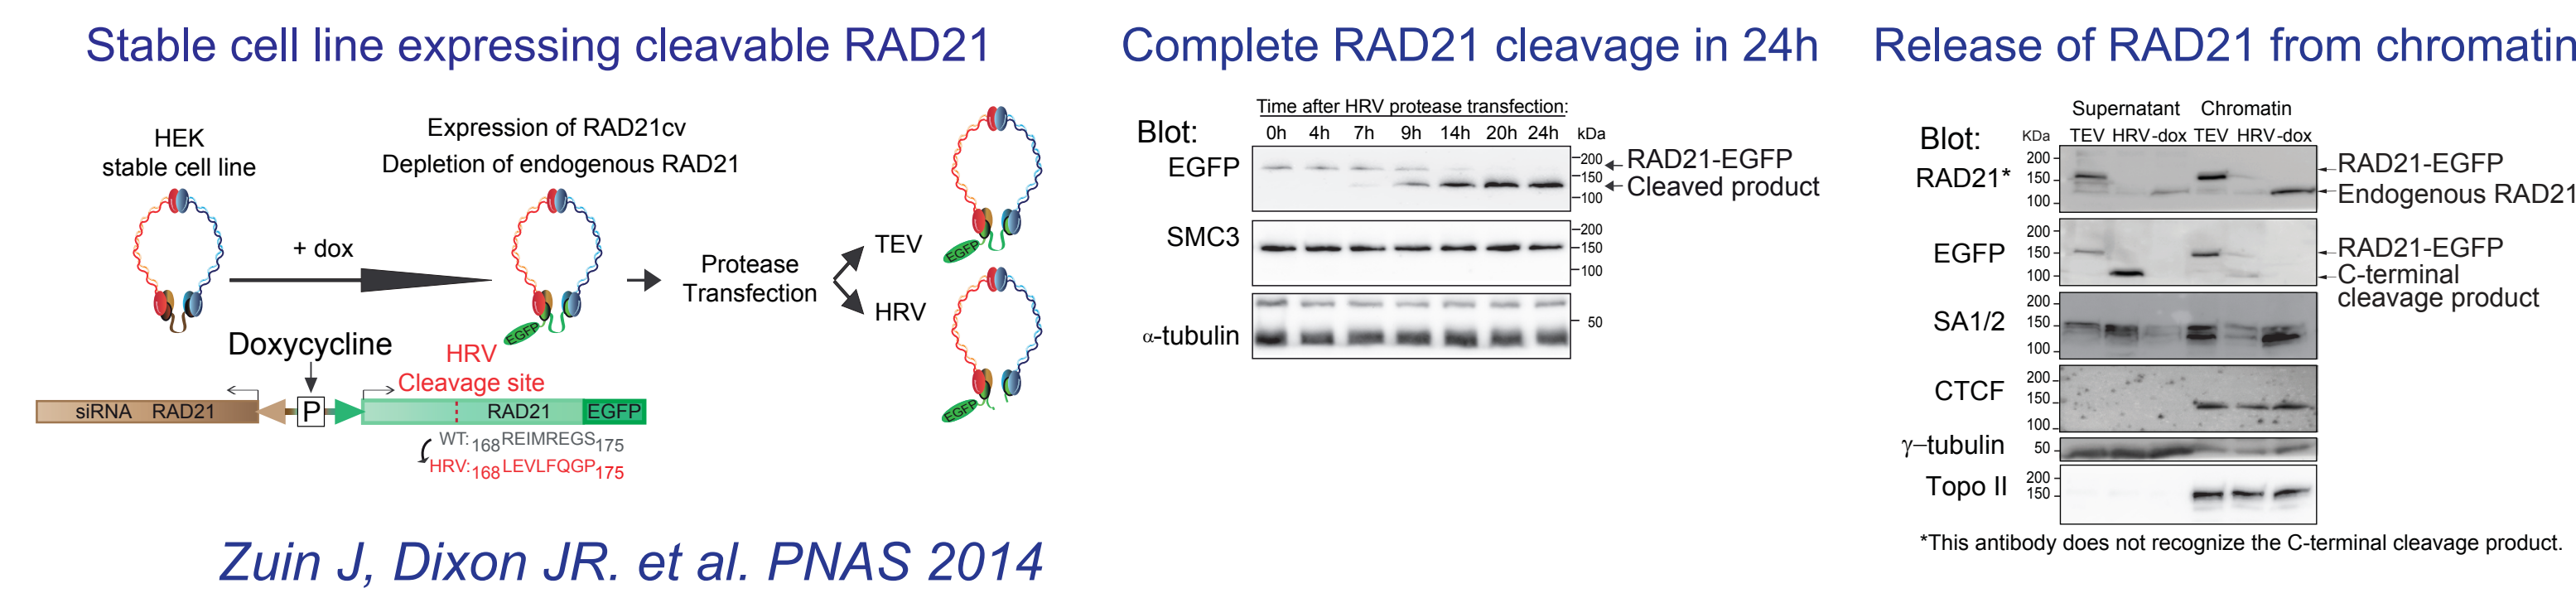 Stable cell line expressing cleavable RAD21
HEK
stable cell line
+ dox
Expression of RAD21cv
Depletion of endogenous RAD21
EGFP
Protease
Transfection
TEV
HRV
EGFP
EGFP
Doxycycline
HRV
Cleavage site
siRNA RAD21
P
RAD21
EGFP
WT:168REIMREGS175
HRV:168LEVLFQGP175
Zuin J, Dixon JR. et al. PNAS 2014
Complete RAD21 cleavage in 24h
Time after HRV protease transfection:
Blot:
0h 4h 7h 9h 14h 20h 24h kDa
EGFP
200
150
100
RAD21-EGFP
Cleaved product
SMC3
200
150
100
α-tubulin
50
Release of RAD21 from chromatin
Supernatant Chromatin
Blot:
KDa TEV HRV -dox TEV HRV -dox
RAD21*
200
150
100
RAD21-EGFP
Endogenous RAD21
EGFP
200
150
100
RAD21-EGFP
C-terminal
cleavage product
SA1/2
200
150
100
CTCF
200
150
100
γ–tubulin
50
Topo II
200
150
*This antibody does not recognize the C-terminal cleavage product.